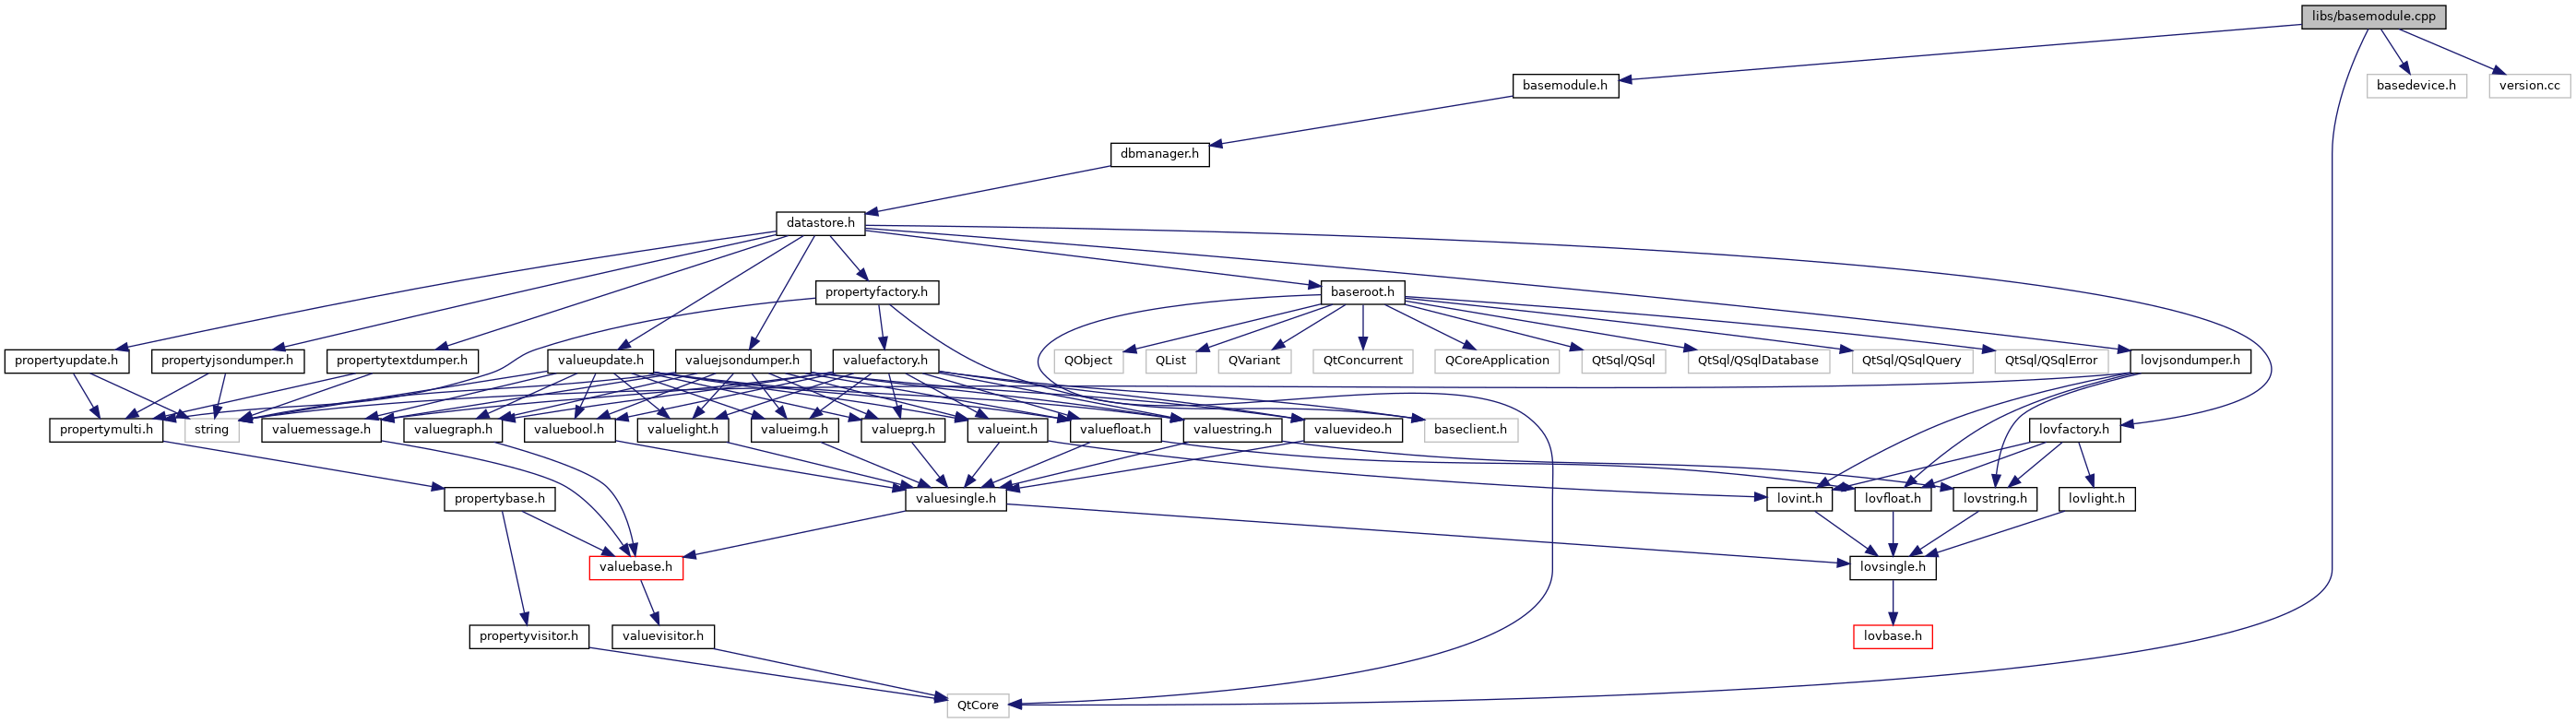 libs/basemodule.cpp
basemodule.h
basedevice.h
version.cc
dbmanager.h
datastore.h
propertyfactory.h
baseroot.h
propertyupdate.h
propertyjsondumper.h
propertytextdumper.h
valueupdate.h
valuejsondumper.h
valuefactory.h
QObject
QList
QVariant
QtConcurrent
QCoreApplication
QtSql/QSql
QtSql/QSqlDatabase
QtSql/QSqlQuery
QtSql/QSqlError
lovjsondumper.h
propertymulti.h
string
valuemessage.h
valuegraph.h
valuebool.h
valuelight.h
valueimg.h
valueprg.h
valueint.h
valuefloat.h
valuestring.h
valuevideo.h
baseclient.h
lovfactory.h
propertybase.h
valuesingle.h
lovint.h
lovfloat.h
lovstring.h
lovlight.h
valuebase.h
lovsingle.h
propertyvisitor.h
valuevisitor.h
lovbase.h
QtCore